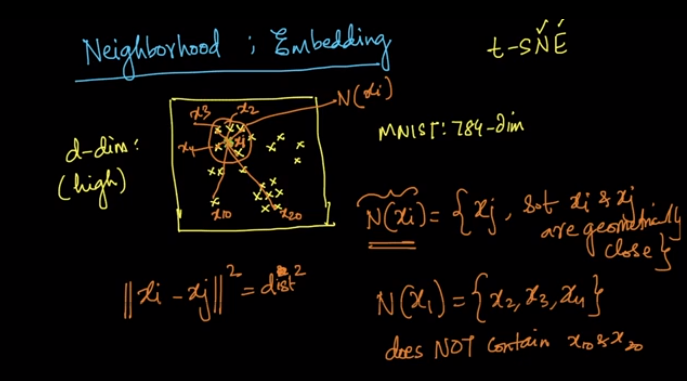 Neighborhood ; Embedding
t-SNE
x3 x2
N(xi)
x4
xi
d-dim:
(high)
x10
x20
MNIST: 784-dim
N(xi) = {xj, s.t xi & xj
are geometrically
close}
||xi - xj||² = dist²
N(x1) = {x2, x3, x4}
does NOT contain x10 & x20